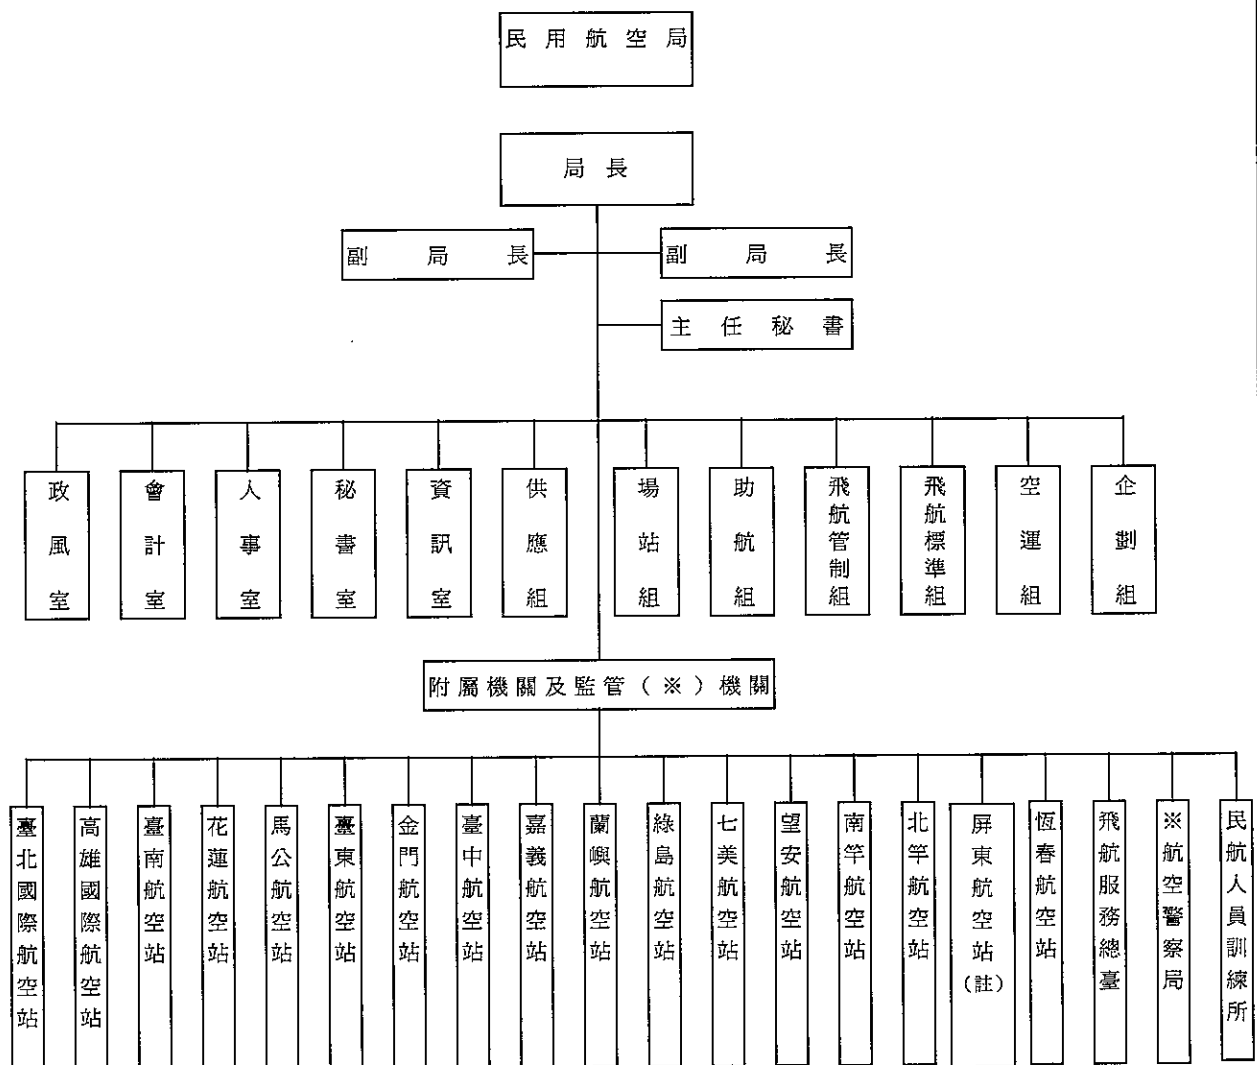 民用航空局
局長
副局長
副局長
主任秘書
政風室
會計室
人事室
秘書室
資訊室
供應組
場站組
助航組
飛航管制組
飛航標準組
空運組
企劃組
附屬機關及監管（※）機關
臺北國際航空站
高雄國際航空站
臺南航空站
花蓮航空站
馬公航空站
臺東航空站
金門航空站
臺中航空站
嘉義航空站
蘭嶼航空站
綠島航空站
七美航空站
望安航空站
南竿航空站
北竿航空站
屏東航空站(註)
恆春航空站
飛航服務總臺
※航空警察局
民航人員訓練所